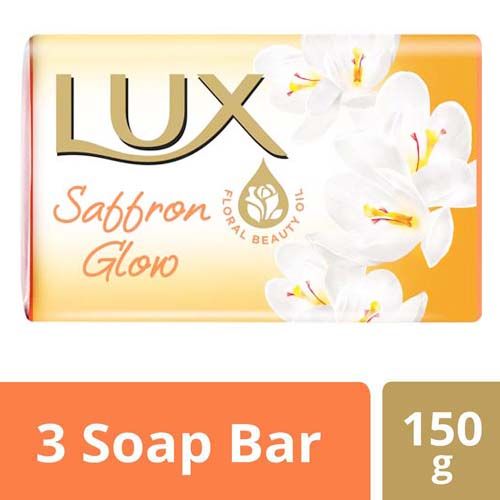 LUX
Saffron
Glow
FLORAL BEAUTY OIL
3 Soap Bar
150
g